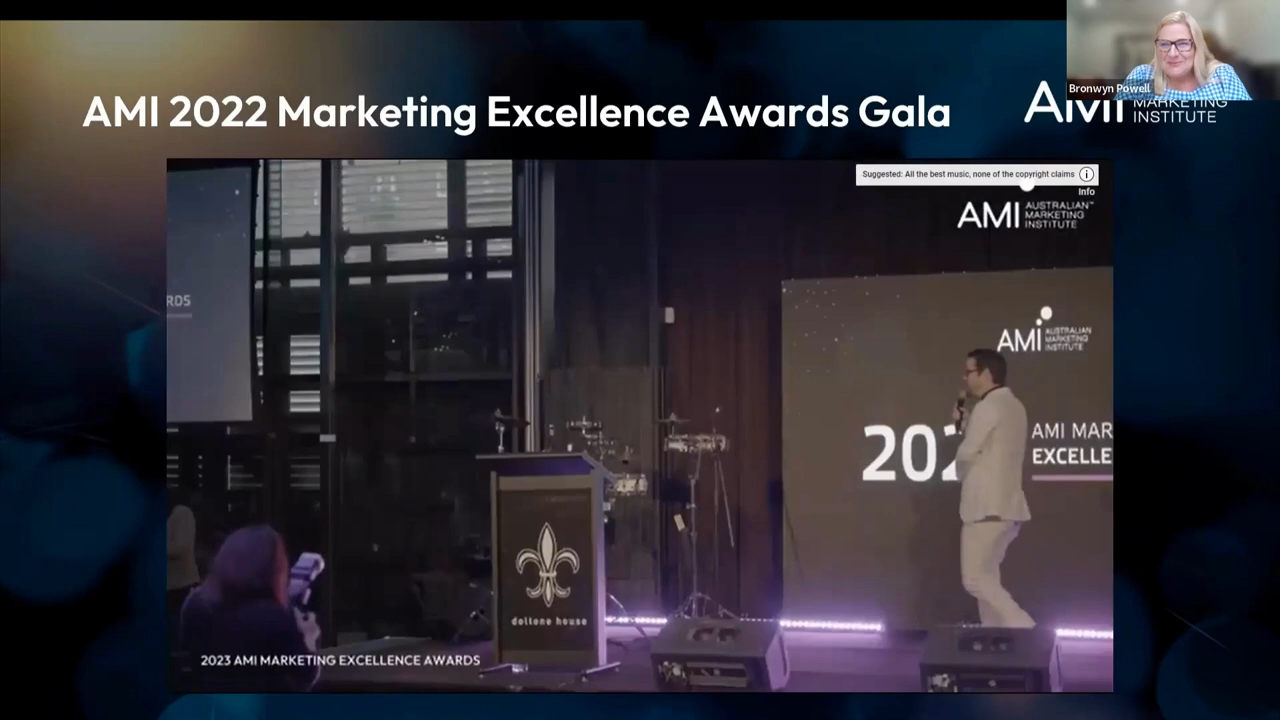 Bronwyn Powell
AMI 2022 Marketing Excellence Awards Gala
AMI MARKETING
INSTITUTE
Suggested: All the best music, none of the copyright claims
Info
AMI AUSTRALIAN™
MARKETING
INSTITUTE
RDS
AMI AUSTRALIAN
MARKETING
INSTITUTE
202
AMI MAR
EXCELLE
doltone house
2023 AMI MARKETING EXCELLENCE AWARDS